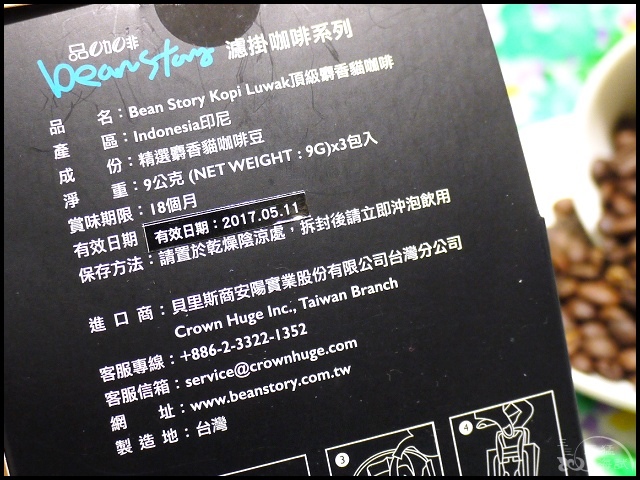 品咖啡
beanstory 濾掛咖啡系列
品　　名：Bean Story Kopi Luwak頂級麝香貓咖啡
產　　區：Indonesia印尼
成　　份：精選麝香貓咖啡豆
淨　　重：9公克 (NET WEIGHT : 9G)x3包入
賞味期限：18個月
有效日期 有效日期：2017.05.11
保存方法：請置於乾燥陰涼處，拆封後請立即沖泡飲用
進 口 商：貝里斯商安陽實業股份有限公司台灣分公司
Crown Huge Inc., Taiwan Branch
客服專線：+886-2-3322-1352
客服信箱：service@crownhuge.com
網　　址：www.beanstory.com.tw
製 造 地：台灣
3
4